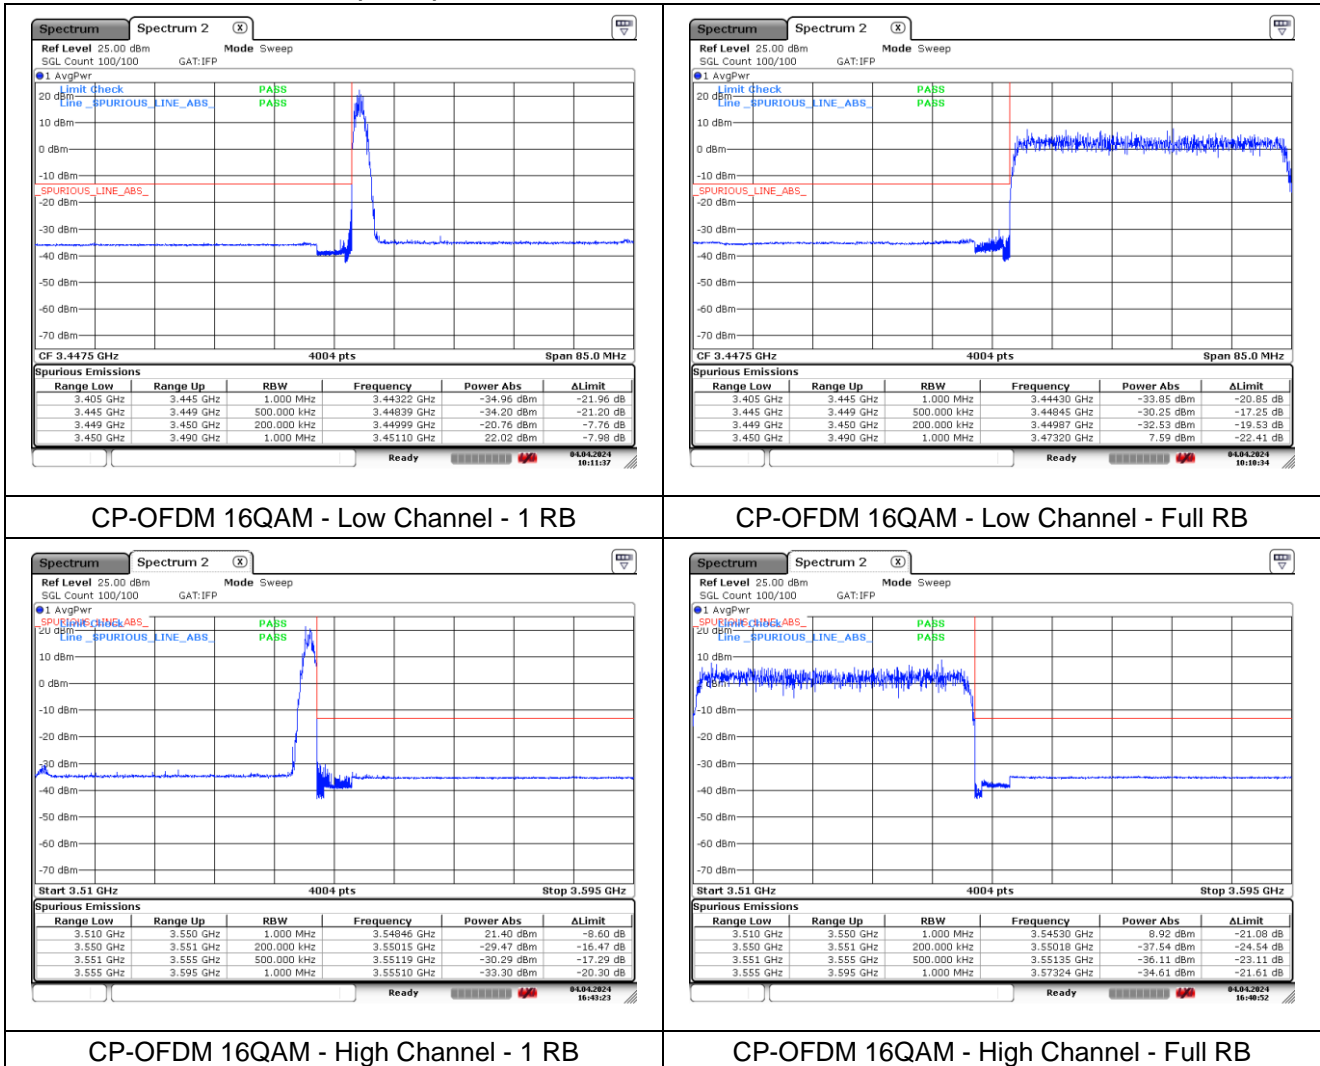 Spectrum Spectrum 2 X
Ref Level 25.00 dBm Mode Sweep
SGL Count 100/100 GAT:IFP
1 AvgPwr
Limit Check PASS
20 dBm
Line _SPURIOUS_LINE_ABS_ PASS
10 dBm
0 dBm
-10 dBm
_SPURIOUS_LINE_ABS_
-20 dBm
-30 dBm
-40 dBm
-50 dBm
-60 dBm
-70 dBm
CF 3.4475 GHz 4004 pts Span 85.0 MHz
Spurious Emissions
Range Low Range Up RBW Frequency Power Abs ΔLimit
3.405 GHz 3.445 GHz 1.000 MHz 3.44322 GHz -34.96 dBm -21.96 dB
3.445 GHz 3.449 GHz 500.000 kHz 3.44839 GHz -34.20 dBm -21.20 dB
3.449 GHz 3.450 GHz 200.000 kHz 3.44999 GHz -20.76 dBm -7.76 dB
3.450 GHz 3.490 GHz 1.000 MHz 3.45110 GHz 22.02 dBm -7.98 dB
Ready 04.04.2024
10:11:37
CP-OFDM 16QAM - Low Channel - 1 RB
Spectrum Spectrum 2 X
Ref Level 25.00 dBm Mode Sweep
SGL Count 100/100 GAT:IFP
1 AvgPwr
Limit Check PASS
20 dBm
Line _SPURIOUS_LINE_ABS_ PASS
10 dBm
0 dBm
-10 dBm
_SPURIOUS_LINE_ABS_
-20 dBm
-30 dBm
-40 dBm
-50 dBm
-60 dBm
-70 dBm
CF 3.4475 GHz 4004 pts Span 85.0 MHz
Spurious Emissions
Range Low Range Up RBW Frequency Power Abs ΔLimit
3.405 GHz 3.445 GHz 1.000 MHz 3.44430 GHz -33.85 dBm -20.85 dB
3.445 GHz 3.449 GHz 500.000 kHz 3.44845 GHz -30.25 dBm -17.25 dB
3.449 GHz 3.450 GHz 200.000 kHz 3.44987 GHz -32.53 dBm -19.53 dB
3.450 GHz 3.490 GHz 1.000 MHz 3.47320 GHz 7.59 dBm -22.41 dB
Ready 04.04.2024
10:10:34
CP-OFDM 16QAM - Low Channel - Full RB
Spectrum Spectrum 2 X
Ref Level 25.00 dBm Mode Sweep
SGL Count 100/100 GAT:IFP
1 AvgPwr
_SPURIOUS_LINE_ABS_
Limit Check PASS
20 dBm
Line _SPURIOUS_LINE_ABS_ PASS
10 dBm
0 dBm
-10 dBm
-20 dBm
-30 dBm
-40 dBm
-50 dBm
-60 dBm
-70 dBm
Start 3.51 GHz 4004 pts Stop 3.595 GHz
Spurious Emissions
Range Low Range Up RBW Frequency Power Abs ΔLimit
3.510 GHz 3.550 GHz 1.000 MHz 3.54846 GHz 21.40 dBm -8.60 dB
3.550 GHz 3.551 GHz 200.000 kHz 3.55015 GHz -29.47 dBm -16.47 dB
3.551 GHz 3.555 GHz 500.000 kHz 3.55119 GHz -30.29 dBm -17.29 dB
3.555 GHz 3.595 GHz 1.000 MHz 3.55510 GHz -33.30 dBm -20.30 dB
Ready 04.04.2024
16:43:23
CP-OFDM 16QAM - High Channel - 1 RB
Spectrum Spectrum 2 X
Ref Level 25.00 dBm Mode Sweep
SGL Count 100/100 GAT:IFP
1 AvgPwr
_SPURIOUS_LINE_ABS_
Limit Check PASS
20 dBm
Line _SPURIOUS_LINE_ABS_ PASS
10 dBm
0 dBm
-10 dBm
-20 dBm
-30 dBm
-40 dBm
-50 dBm
-60 dBm
-70 dBm
Start 3.51 GHz 4004 pts Stop 3.595 GHz
Spurious Emissions
Range Low Range Up RBW Frequency Power Abs ΔLimit
3.510 GHz 3.550 GHz 1.000 MHz 3.54530 GHz 8.92 dBm -21.08 dB
3.550 GHz 3.551 GHz 200.000 kHz 3.55018 GHz -37.54 dBm -24.54 dB
3.551 GHz 3.555 GHz 500.000 kHz 3.55135 GHz -36.11 dBm -23.11 dB
3.555 GHz 3.595 GHz 1.000 MHz 3.57324 GHz -34.61 dBm -21.61 dB
Ready 04.04.2024
16:40:52
CP-OFDM 16QAM - High Channel - Full RB